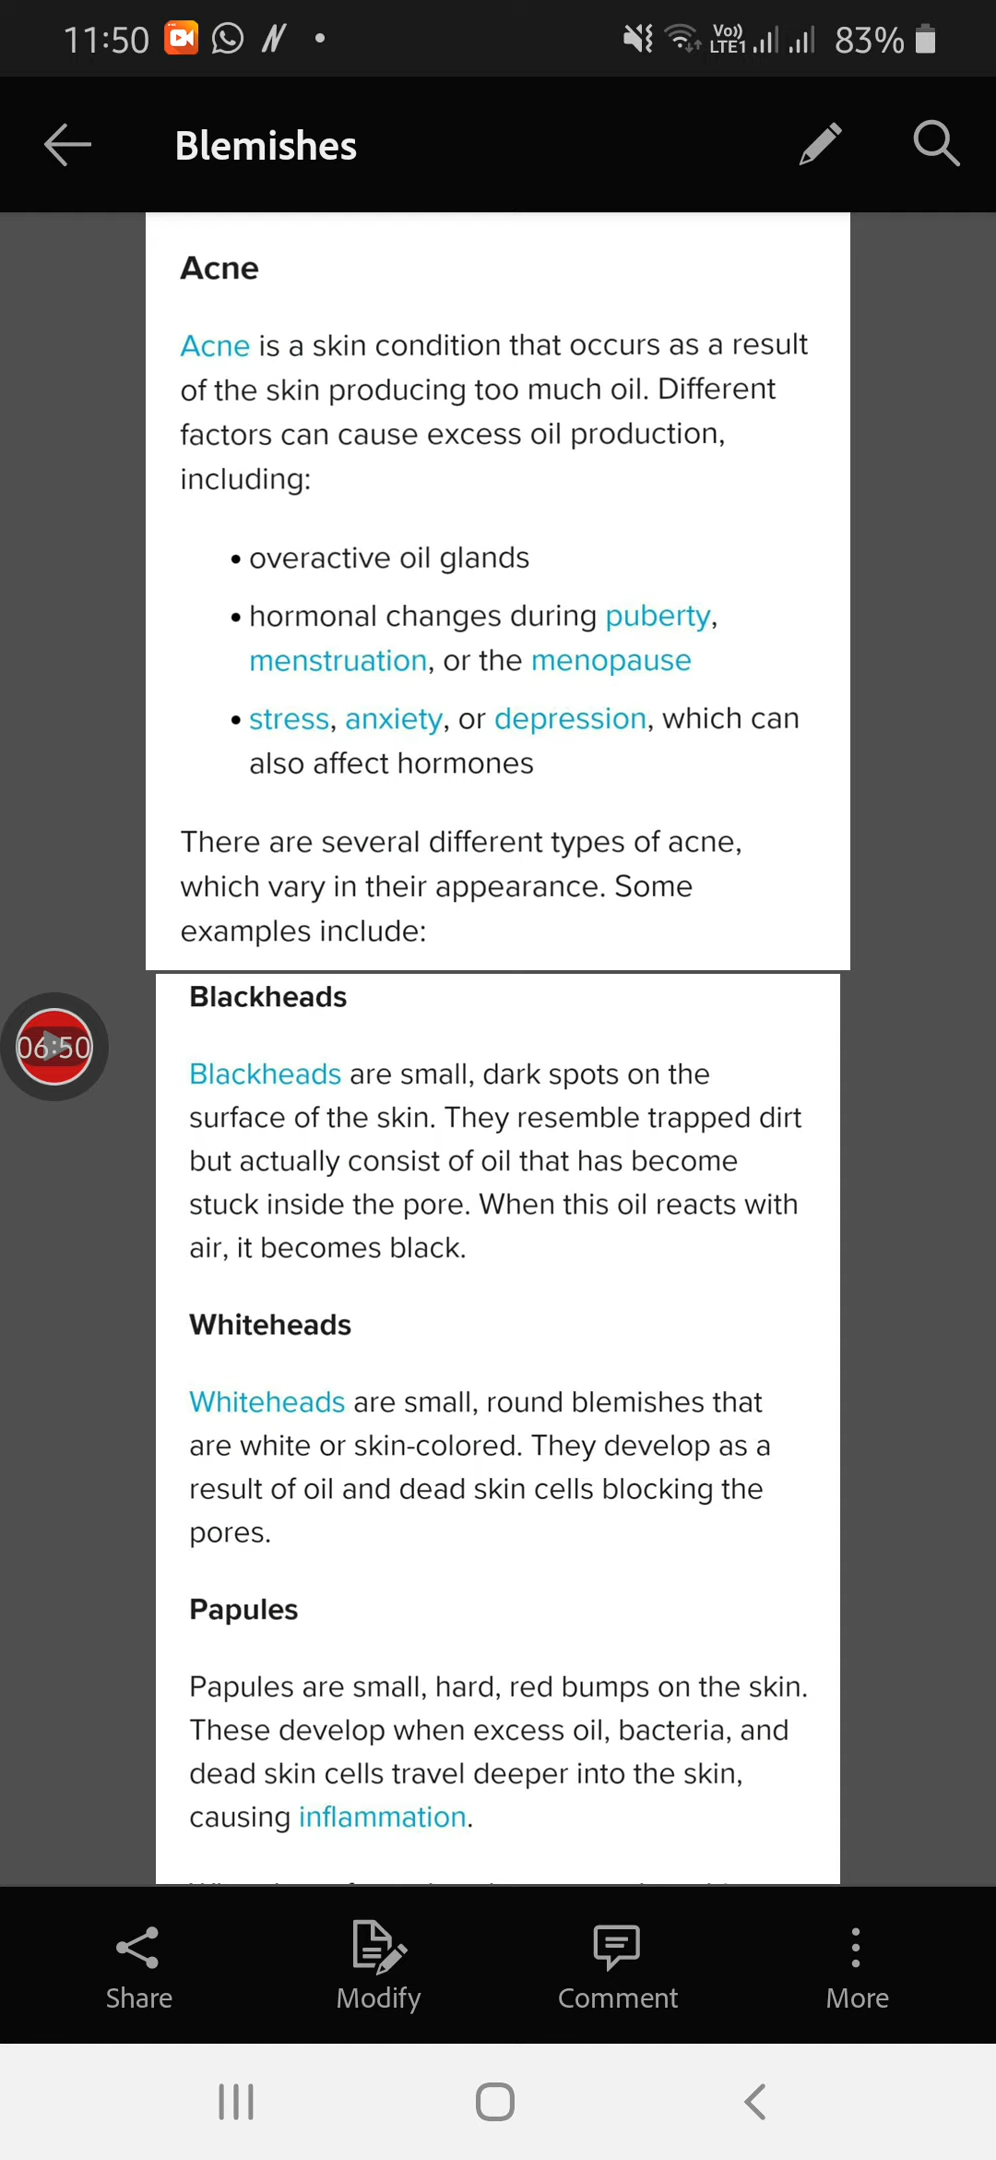 11:50
Vo))
LTE1
83%
Blemishes
Acne
Acne is a skin condition that occurs as a result
of the skin producing too much oil. Different
factors can cause excess oil production,
including:
• overactive oil glands
• hormonal changes during puberty,
menstruation, or the menopause
• stress, anxiety, or depression, which can
also affect hormones
There are several different types of acne,
which vary in their appearance. Some
examples include:
Blackheads
06:50
Blackheads are small, dark spots on the
surface of the skin. They resemble trapped dirt
but actually consist of oil that has become
stuck inside the pore. When this oil reacts with
air, it becomes black.
Whiteheads
Whiteheads are small, round blemishes that
are white or skin-colored. They develop as a
result of oil and dead skin cells blocking the
pores.
Papules
Papules are small, hard, red bumps on the skin.
These develop when excess oil, bacteria, and
dead skin cells travel deeper into the skin,
causing inflammation.
Share
Modify
Comment
More